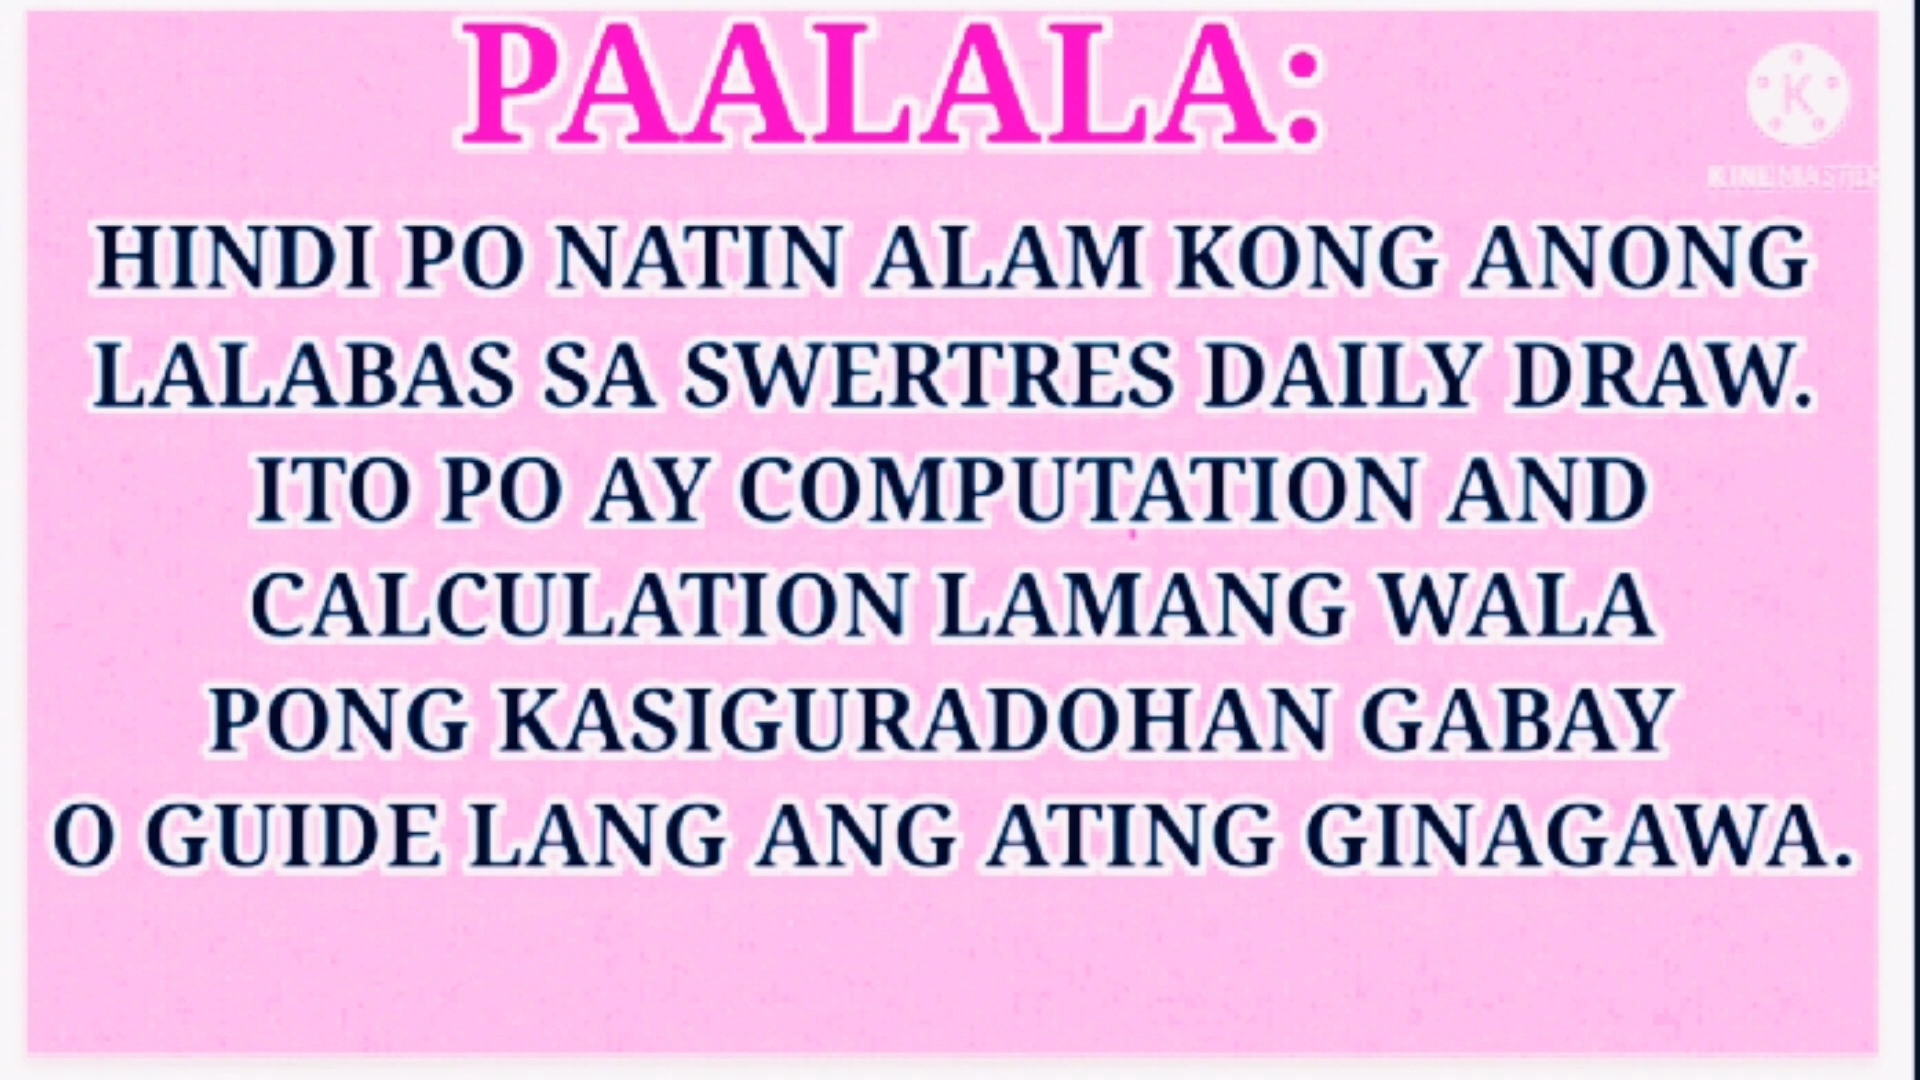 PAALALA:
KINEMASTER
HINDI PO NATIN ALAM KONG ANONG
LALABAS SA SWERTRES DAILY DRAW.
ITO PO AY COMPUTATION AND
CALCULATION LAMANG WALA
PONG KASIGURADOHAN GABAY
O GUIDE LANG ANG ATING GINAGAWA.